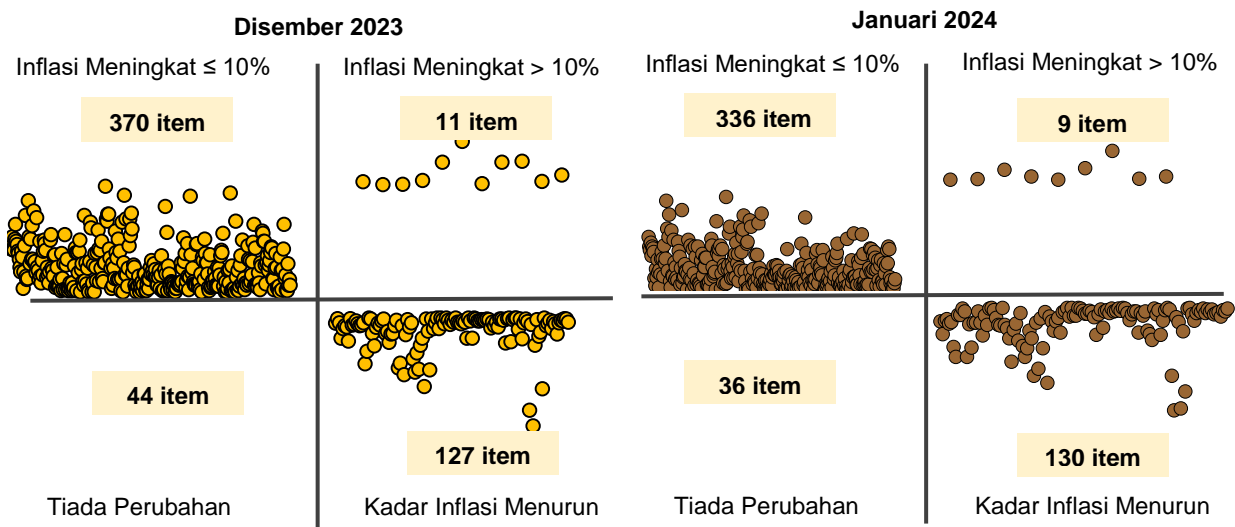 Disember 2023
Inflasi Meningkat ≤ 10%
Inflasi Meningkat > 10%
370 item
11 item
44 item
127 item
Tiada Perubahan
Kadar Inflasi Menurun
Januari 2024
Inflasi Meningkat ≤ 10%
Inflasi Meningkat > 10%
336 item
9 item
36 item
130 item
Tiada Perubahan
Kadar Inflasi Menurun